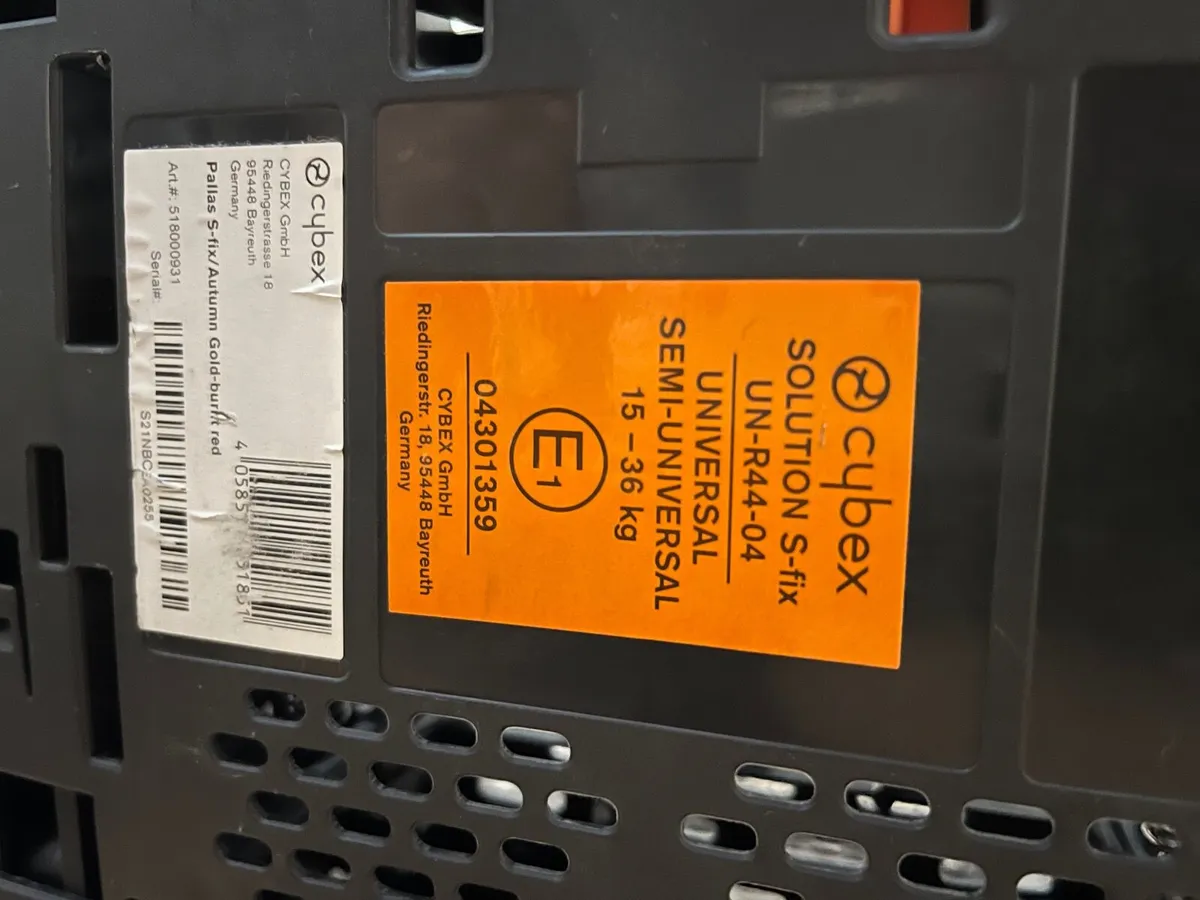 cybex
SOLUTION S-fix
UN-R44-04
UNIVERSAL
SEMI-UNIVERSAL
15 – 36 kg
E1
04301359
CYBEX GmbH
Riedingerstr. 18, 95448 Bayreuth
Germany
cybex
CYBEX GmbH
Riedingerstrasse 18
95448 Bayreuth
Germany
Pallas S-fix/Autumn Gold-burnt red
Art.#: 518000931
Serial#: